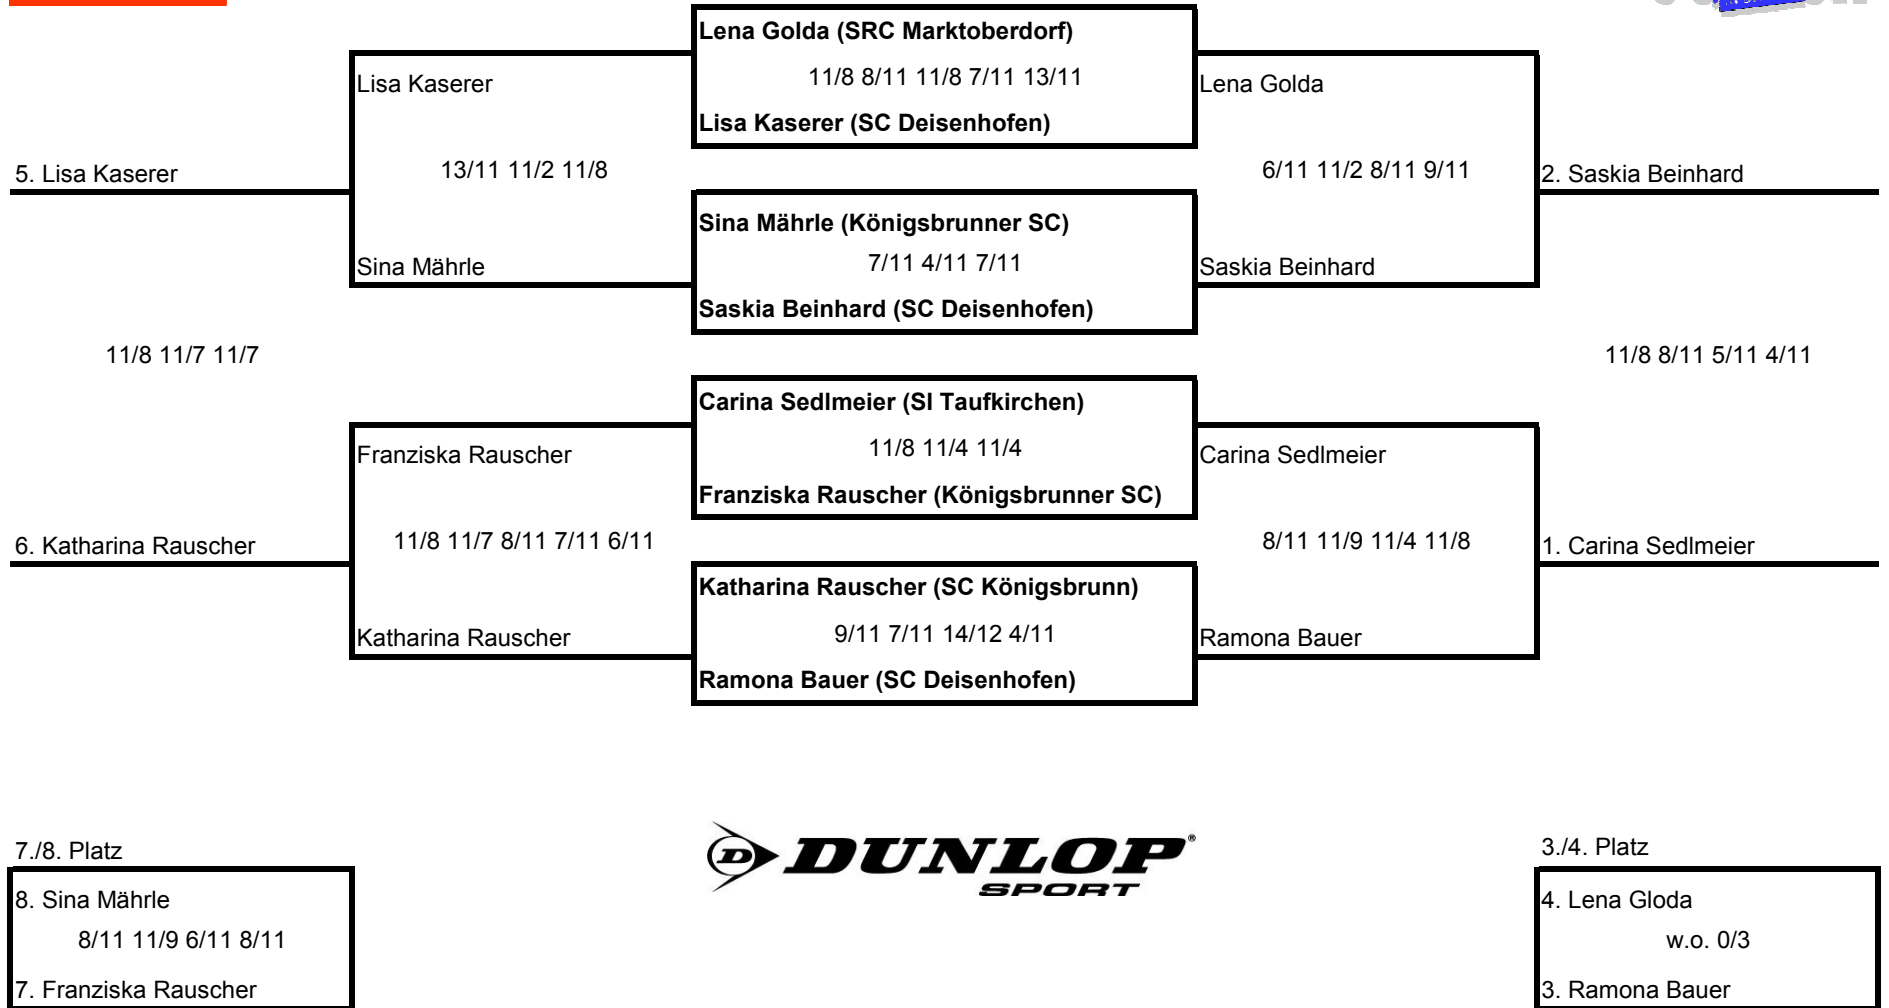 Lena Golda (SRC Marktoberdorf)
Lisa Kaserer
11/8 8/11 11/8 7/11 13/11
Lena Golda
Lisa Kaserer (SC Deisenhofen)
5. Lisa Kaserer
13/11 11/2 11/8
6/11 11/2 8/11 9/11
2. Saskia Beinhard
Sina Mährle (Königsbrunner SC)
Sina Mährle
7/11 4/11 7/11
Saskia Beinhard
Saskia Beinhard (SC Deisenhofen)
11/8 11/7 11/7
11/8 8/11 5/11 4/11
Carina Sedlmeier (SI Taufkirchen)
Franziska Rauscher
11/8 11/4 11/4
Carina Sedlmeier
Franziska Rauscher (Königsbrunner SC)
6. Katharina Rauscher
11/8 11/7 8/11 7/11 6/11
8/11 11/9 11/4 11/8
1. Carina Sedlmeier
Katharina Rauscher (SC Königsbrunn)
Katharina Rauscher
9/11 7/11 14/12 4/11
Ramona Bauer
Ramona Bauer (SC Deisenhofen)
7./8. Platz
8. Sina Mährle
8/11 11/9 6/11 8/11
7. Franziska Rauscher
DUNLOP®
SPORT
3./4. Platz
4. Lena Gloda
w.o. 0/3
3. Ramona Bauer